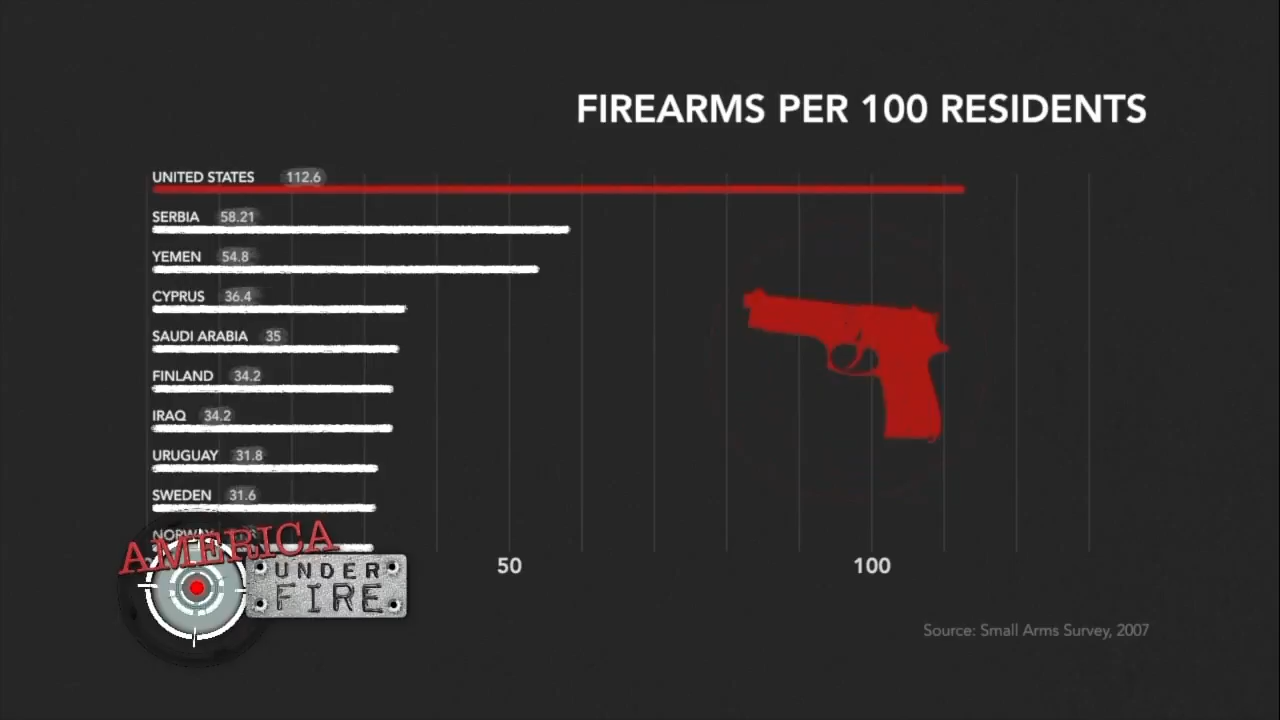 FIREARMS PER 100 RESIDENTS
UNITED STATES 112.6
SERBIA 58.21
YEMEN 54.8
CYPRUS 36.4
SAUDI ARABIA 35
FINLAND 34.2
IRAQ 34.2
URUGUAY 31.8
SWEDEN 31.6
NORWAY
AMERICA
UNDER
FIRE
50 100
Source: Small Arms Survey, 2007